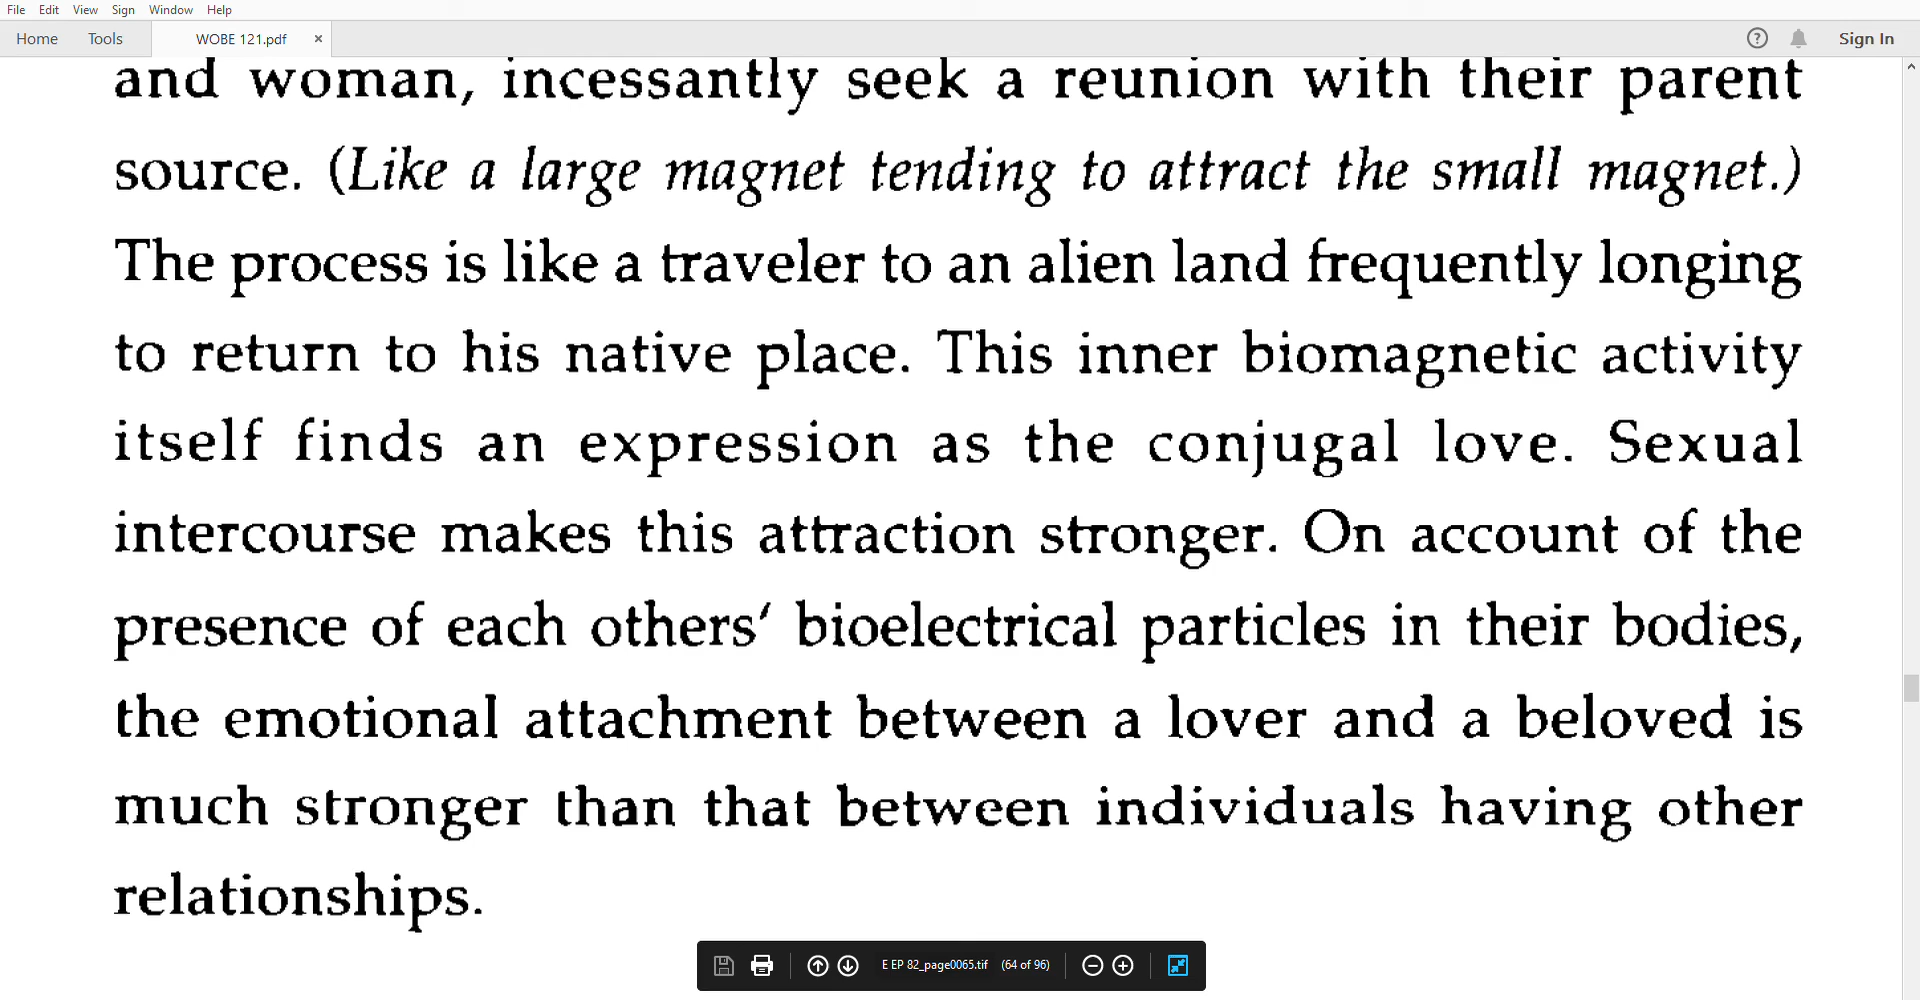 File Edit View Sign Window Help
Home Tools WOBE 121.pdf × ? Sign In
and woman, incessantly seek a reunion with their parent
source. (Like a large magnet tending to attract the small magnet.)
The process is like a traveler to an alien land frequently longing
to return to his native place. This inner biomagnetic activity
itself finds an expression as the conjugal love. Sexual
intercourse makes this attraction stronger. On account of the
presence of each others‘ bioelectrical particles in their bodies,
the emotional attachment between a lover and a beloved is
much stronger than that between individuals having other
relationships.
E EP 82_page0065.tif (64 of 96)